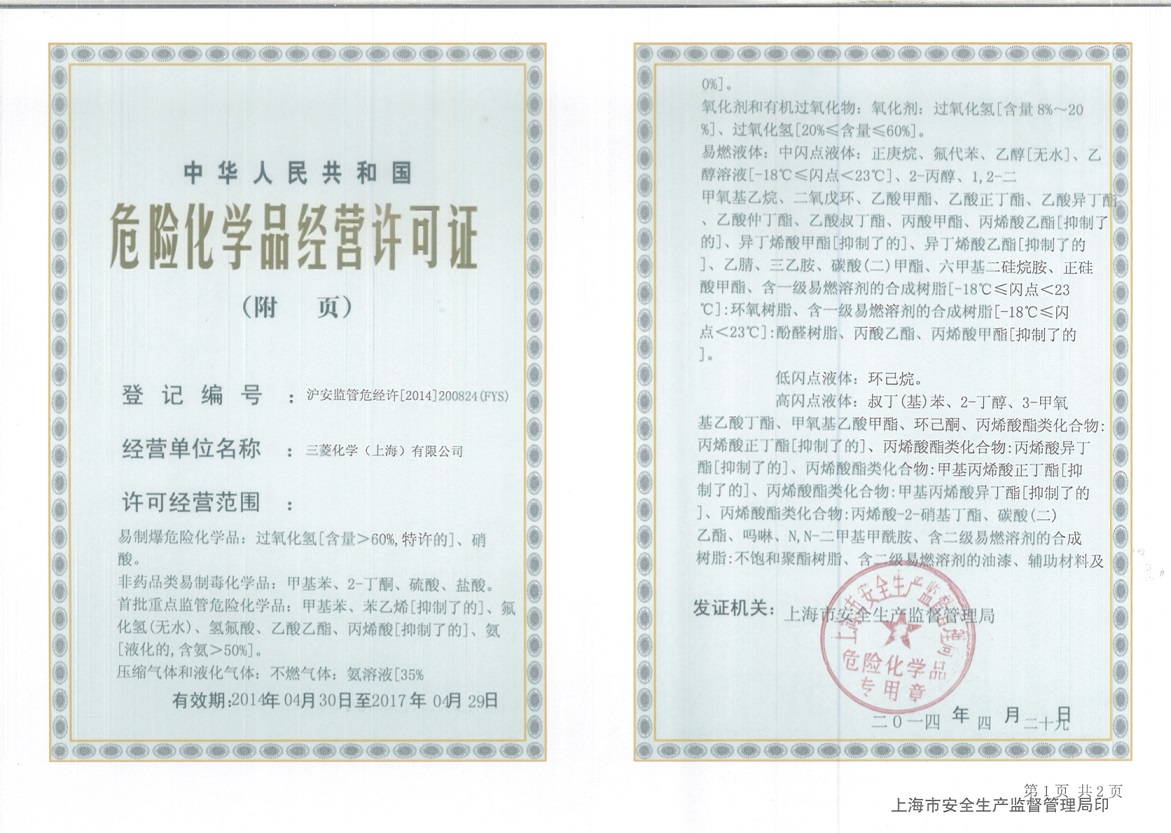 中华人民共和国
危险化学品经营许可证
（附 页）
登记编号：沪安监管危经许[2014]200824(FYS)
经营单位名称：三菱化学（上海）有限公司
许可经营范围：
易制爆危险化学品：过氧化氢[含量＞60%,特许的]、硝
酸。
非药品类易制毒化学品：甲基苯、2-丁酮、硫酸、盐酸。
首批重点监管危险化学品：甲基苯、苯乙烯[抑制了的]、氟
化氢(无水)、氢氟酸、乙酸乙酯、丙烯酸[抑制了的]、氨
[液化的,含氨＞50%]。
压缩气体和液化气体：不燃气体：氨溶液[35%
有效期:2014年04月30日至2017年04月29日
0%]。
氧化剂和有机过氧化物：氧化剂：过氧化氢[含量8%～20
%]、过氧化氢[20%≤含量≤60%]。
易燃液体：中闪点液体：正庚烷、氟代苯、乙醇[无水]、乙
醇溶液[-18℃≤闪点＜23℃]、2-丙醇、1,2-二
甲氧基乙烷、二氧戊环、乙酸甲酯、乙酸正丁酯、乙酸异丁酯
、乙酸仲丁酯、乙酸叔丁酯、丙酸甲酯、丙烯酸乙酯[抑制了
的]、异丁烯酸甲酯[抑制了的]、异丁烯酸乙酯[抑制了的
]、乙腈、三乙胺、碳酸(二)甲酯、六甲基二硅烷胺、正硅
酸甲酯、含一级易燃溶剂的合成树脂[-18℃≤闪点＜23
℃]:环氧树脂、含一级易燃溶剂的合成树脂[-18℃≤闪
点＜23℃]:酚醛树脂、丙酸乙酯、丙烯酸甲酯[抑制了的
]。
低闪点液体：环己烷。
高闪点液体：叔丁(基)苯、2-丁醇、3-甲氧
基乙酸丁酯、甲氧基乙酸甲酯、环己酮、丙烯酸酯类化合物:
丙烯酸正丁酯[抑制了的]、丙烯酸酯类化合物:丙烯酸异丁
酯[抑制了的]、丙烯酸酯类化合物:甲基丙烯酸正丁酯[抑
制了的]、丙烯酸酯类化合物:甲基丙烯酸异丁酯[抑制了的
]、丙烯酸酯类化合物:丙烯酸-2-硝基丁酯、碳酸(二)
乙酯、吗啉、N,N-二甲基甲酰胺、含二级易燃溶剂的合成
树脂:不饱和聚酯树脂、含二级易燃溶剂的油漆、辅助材料及
发证机关：上海市安全生产监督管理局
上海市安全生产监督管理局
危险化学品
专用章
二〇一四年四月二十九日
第1页 共2页
上海市安全生产监督管理局印